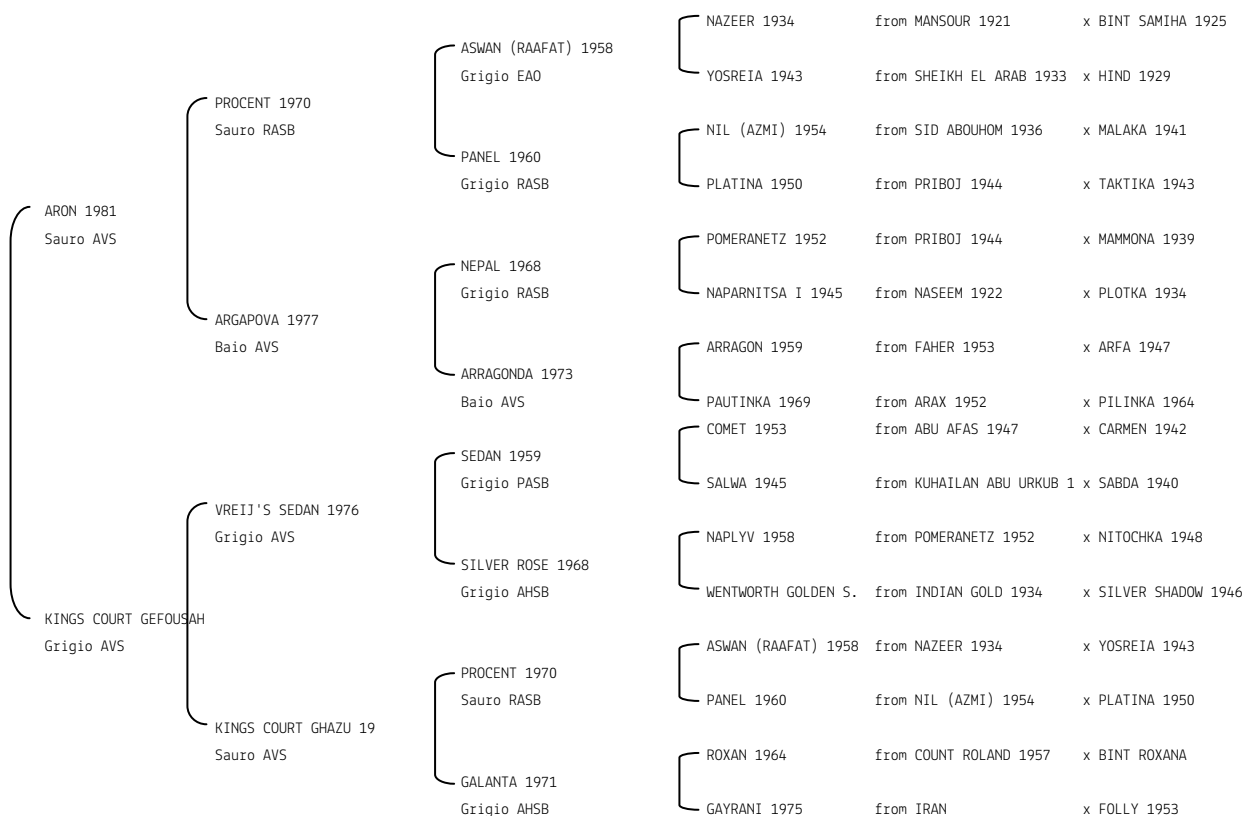 NAZEER 1934 from MANSOUR 1921 x BINT SAMIHA 1925
ASWAN (RAAFAT) 1958
Grigio EAO
YOSREIA 1943 from SHEIKH EL ARAB 1933 x HIND 1929
PROCENT 1970
Sauro RASB
NIL (AZMI) 1954 from SID ABOUHOM 1936 x MALAKA 1941
PANEL 1960
Grigio RASB
PLATINA 1950 from PRIBOJ 1944 x TAKTIKA 1943
ARON 1981
Sauro AVS
POMERANETZ 1952 from PRIBOJ 1944 x MAMMONA 1939
NEPAL 1968
Grigio RASB
NAPARNITSA I 1945 from NASEEM 1922 x PLOTKA 1934
ARGAPOVA 1977
Baio AVS
ARRAGON 1959 from FAHER 1953 x ARFA 1947
ARRAGONDA 1973
Baio AVS
PAUTINKA 1969 from ARAX 1952 x PILINKA 1964
COMET 1953 from ABU AFAS 1947 x CARMEN 1942
SEDAN 1959
Grigio PASB
SALWA 1945 from KUHAILAN ABU URKUB 1 x SABDA 1940
VREIJ'S SEDAN 1976
Grigio AVS
NAPLYV 1958 from POMERANETZ 1952 x NITOCHKA 1948
SILVER ROSE 1968
Grigio AHSB
WENTWORTH GOLDEN S. from INDIAN GOLD 1934 x SILVER SHADOW 1946
KINGS COURT GEFOUSAH
Grigio AVS
ASWAN (RAAFAT) 1958 from NAZEER 1934 x YOSREIA 1943
PROCENT 1970
Sauro RASB
PANEL 1960 from NIL (AZMI) 1954 x PLATINA 1950
KINGS COURT GHAZU 19
Sauro AVS
ROXAN 1964 from COUNT ROLAND 1957 x BINT ROXANA
GALANTA 1971
Grigio AHSB
GAYRANI 1975 from IRAN x FOLLY 1953